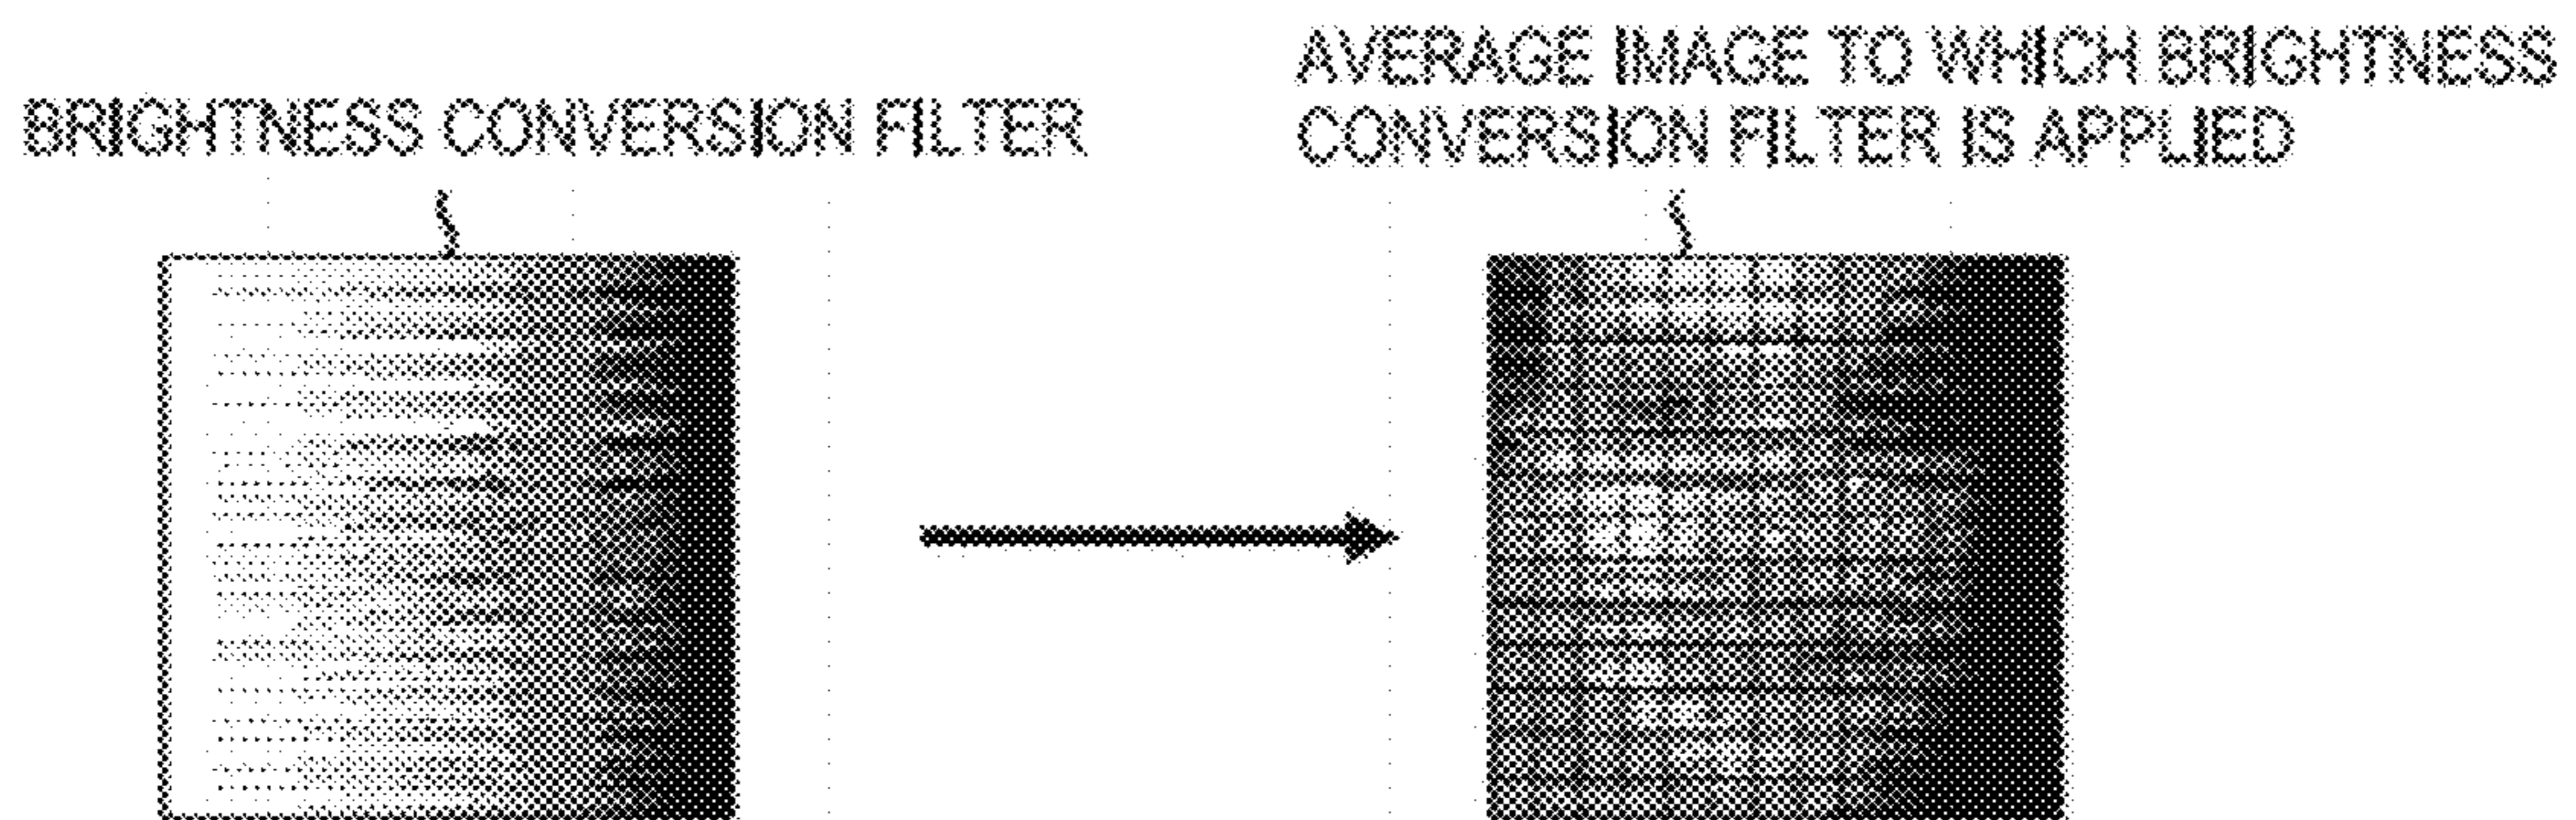 BRIGHTNESS CONVERSION FILTER
AVERAGE IMAGE TO WHICH BRIGHTNESS
CONVERSION FILTER IS APPLIED